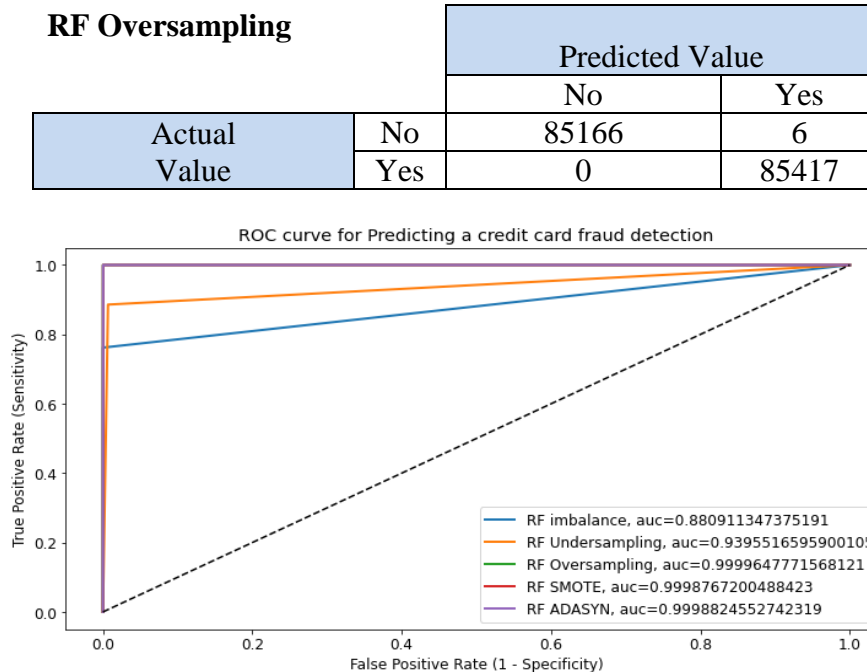 RF Oversampling
Predicted Value
No Yes
Actual Value No 85166 6
Yes 0 85417
ROC curve for Predicting a credit card fraud detection
True Positive Rate (Sensitivity)
1.0
0.8
0.6
0.4
0.2
0.0
RF imbalance, auc=0.880911347375191
RF Undersampling, auc=0.9395516595900105
RF Oversampling, auc=0.9999647771568121
RF SMOTE, auc=0.9998767200488423
RF ADASYN, auc=0.9998824552742319
0.0 0.2 0.4 0.6 0.8 1.0
False Positive Rate (1 - Specificity)